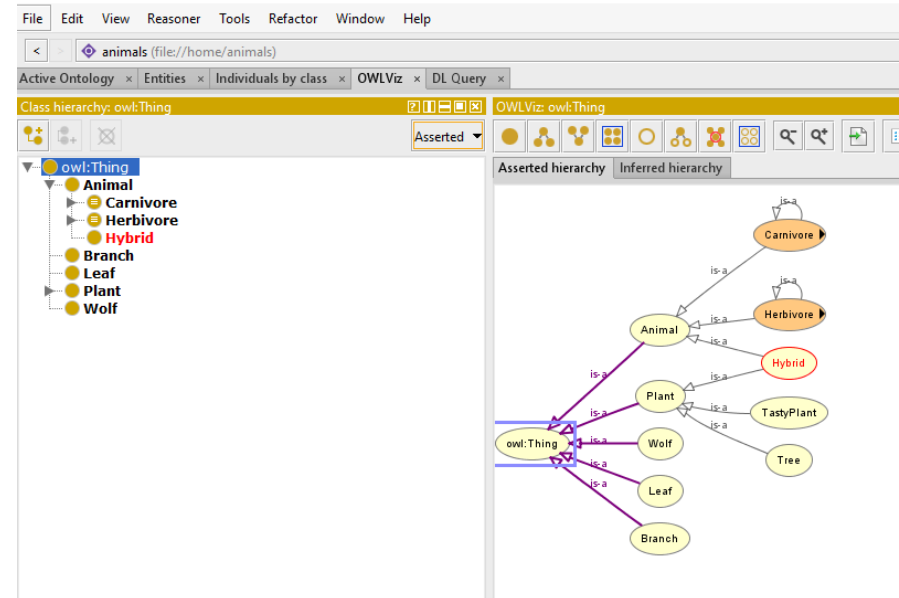 File Edit View Reasoner Tools Refactor Window Help
< > animals (file://home/animals)
Active Ontology × Entities × Individuals by class × OWLViz × DL Query ×
Class hierarchy: owl:Thing
Asserted
owl:Thing
Animal
Carnivore
Herbivore
Hybrid
Branch
Leaf
Plant
Wolf
OWLViz: owl:Thing
Asserted hierarchy Inferred hierarchy
is-a
Carnivore
is-a
is-a
Herbivore
is-a
Animal
is-a
Hybrid
is-a
is-a
Plant
is-a
TastyPlant
is-a
is-a
owl:Thing
is-a
Wolf
Tree
is-a
is-a
Leaf
Branch